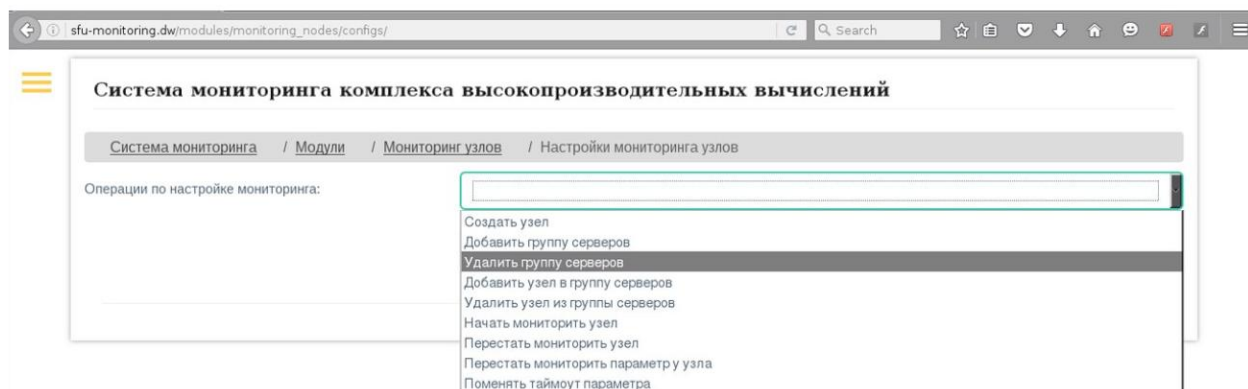 sfu-monitoring.dw/modules/monitoring_nodes/configs/
Search
Система мониторинга комплекса высокопроизводительных вычислений
Система мониторинга / Модули / Мониторинг узлов / Настройки мониторинга узлов
Операции по настройке мониторинга:
Создать узел
Добавить группу серверов
Удалить группу серверов
Добавить узел в группу серверов
Удалить узел из группы серверов
Начать мониторить узел
Перестать мониторить узел
Перестать мониторить параметр у узла
Поменять таймоут параметра